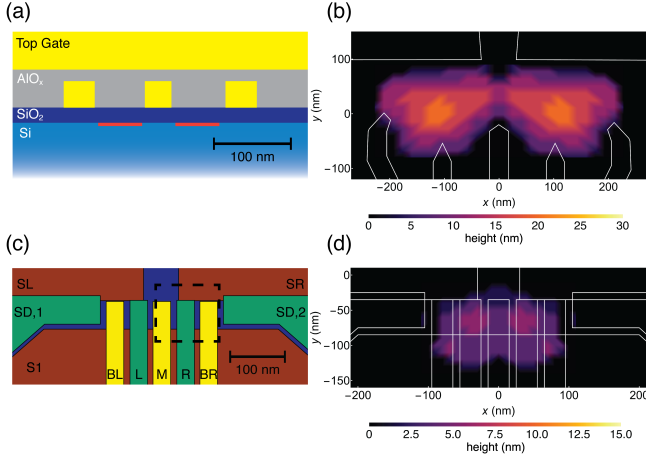 (a)
Top Gate
AlOₓ
SiO₂
Si
100 nm
(b)
y (nm)
100
0
−100
−200
−100
0
100
200
x (nm)
0
5
10
15
20
25
30
height (nm)
(c)
SL
SR
SD,1
SD,2
S1
100 nm
BL
L
M
R
BR
(d)
y (nm)
0
−50
−100
−150
−200
−100
0
100
200
x (nm)
0
2.5
5.0
7.5
10.0
12.5
15.0
height (nm)